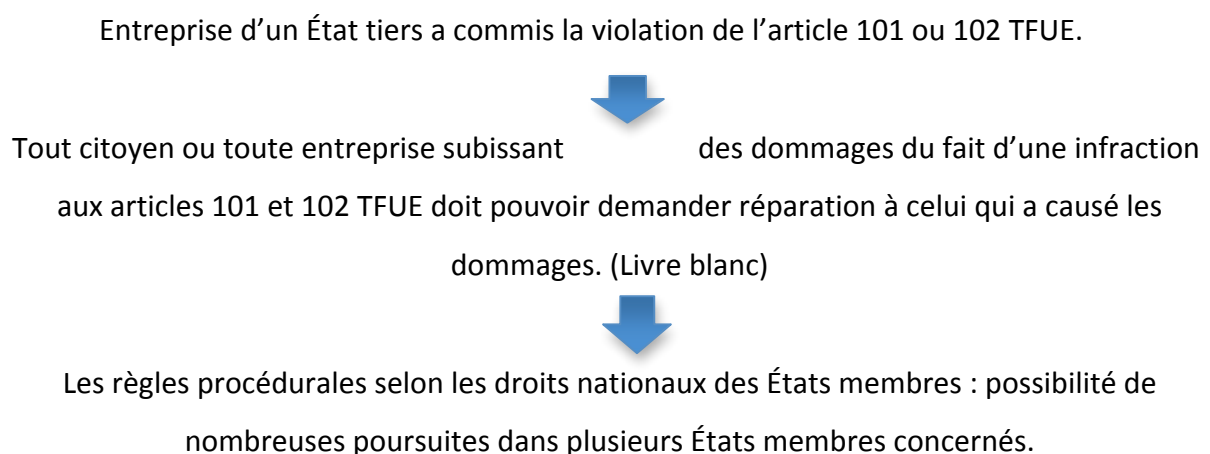 Entreprise d’un État tiers a commis la violation de l’article 101 ou 102 TFUE.
Tout citoyen ou toute entreprise subissant des dommages du fait d’une infraction
aux articles 101 et 102 TFUE doit pouvoir demander réparation à celui qui a causé les
dommages. (Livre blanc)
Les règles procédurales selon les droits nationaux des États membres : possibilité de
nombreuses poursuites dans plusieurs États membres concernés.